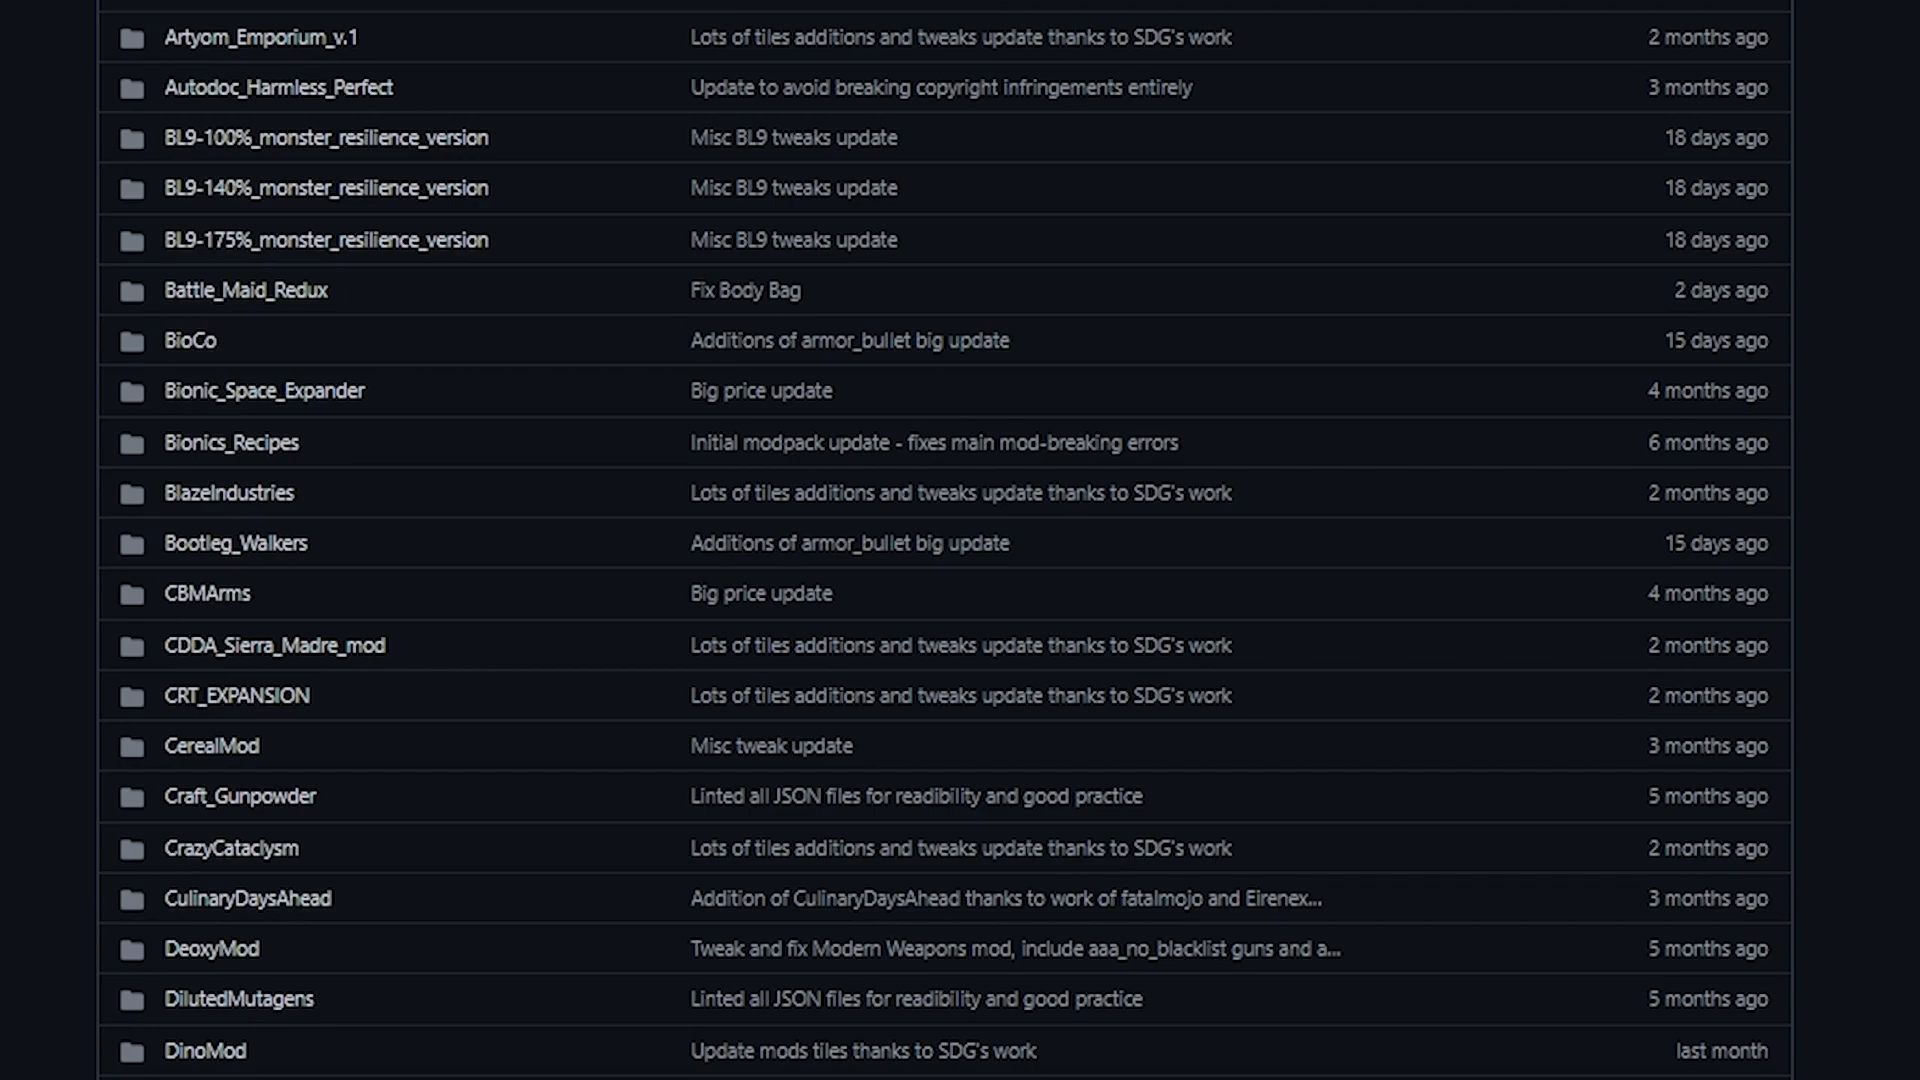 Artyom_Emporium_v.1 Lots of tiles additions and tweaks update thanks to SDG's work 2 months ago
Autodoc_Harmless_Perfect Update to avoid breaking copyright infringements entirely 3 months ago
BL9-100%_monster_resilience_version Misc BL9 tweaks update 18 days ago
BL9-140%_monster_resilience_version Misc BL9 tweaks update 18 days ago
BL9-175%_monster_resilience_version Misc BL9 tweaks update 18 days ago
Battle_Maid_Redux Fix Body Bag 2 days ago
BioCo Additions of armor_bullet big update 15 days ago
Bionic_Space_Expander Big price update 4 months ago
Bionics_Recipes Initial modpack update - fixes main mod-breaking errors 6 months ago
BlazeIndustries Lots of tiles additions and tweaks update thanks to SDG's work 2 months ago
Bootleg_Walkers Additions of armor_bullet big update 15 days ago
CBMArms Big price update 4 months ago
CDDA_Sierra_Madre_mod Lots of tiles additions and tweaks update thanks to SDG's work 2 months ago
CRT_EXPANSION Lots of tiles additions and tweaks update thanks to SDG's work 2 months ago
CerealMod Misc tweak update 3 months ago
Craft_Gunpowder Linted all JSON files for readibility and good practice 5 months ago
CrazyCataclysm Lots of tiles additions and tweaks update thanks to SDG's work 2 months ago
CulinaryDaysAhead Addition of CulinaryDaysAhead thanks to work of fatalmojo and Eirenex... 3 months ago
DeoxyMod Tweak and fix Modern Weapons mod, include aaa_no_blacklist guns and a... 5 months ago
DilutedMutagens Linted all JSON files for readibility and good practice 5 months ago
DinoMod Update mods tiles thanks to SDG's work last month